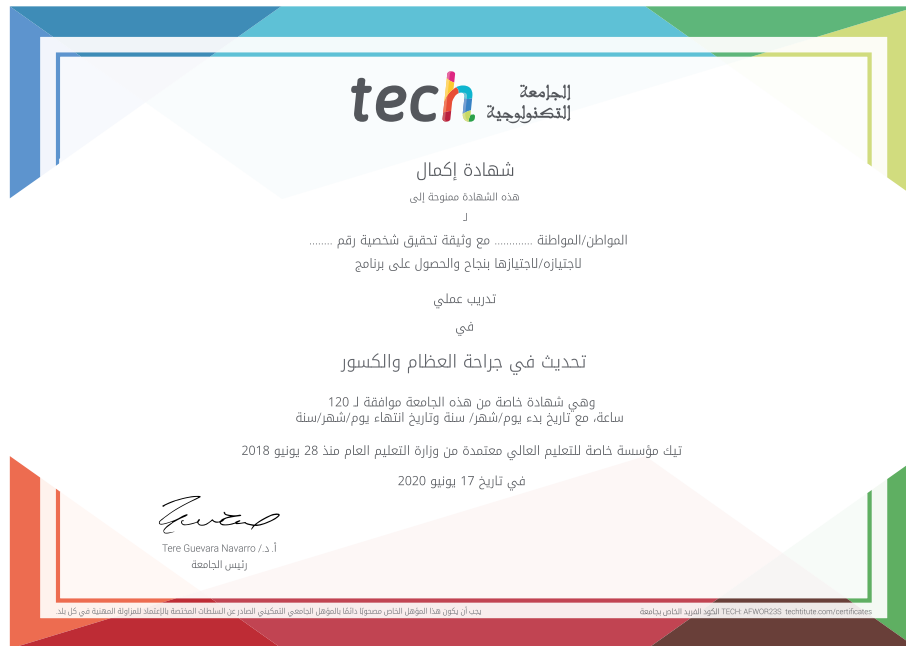 tech الجامعة
التكنولوجية
شهادة إكمال
هذه الشهادة ممنوحة إلى
لـ
المواطن/المواطنة ............. مع وثيقة تحقيق شخصية رقم ........
لاجتيازه/لاجتيازها بنجاح والحصول على برنامج
تدريب عملي
في
تحديث في جراحة العظام والكسور
وهي شهادة خاصة من هذه الجامعة موافقة لـ 120
ساعة، مع تاريخ بدء يوم/شهر/ سنة وتاريخ انتهاء يوم/شهر/سنة
تيك مؤسسة خاصة للتعليم العالي معتمدة من وزارة التعليم العام منذ 28 يونيو 2018
في تاريخ 17 يونيو 2020
أ.د./ Tere Guevara Navarro
رئيس الجامعة
يجب أن يكون هذا المؤهل الخاص مصحوبًا دائمًا بالمؤهل الجامعي التمكيني الصادر عن السلطات المختصة بالإعتماد للمزاولة المهنية في كل بلد.
الكود الفريد الخاص بجامعة TECH: AFWOR23S techtitute.com/certificates